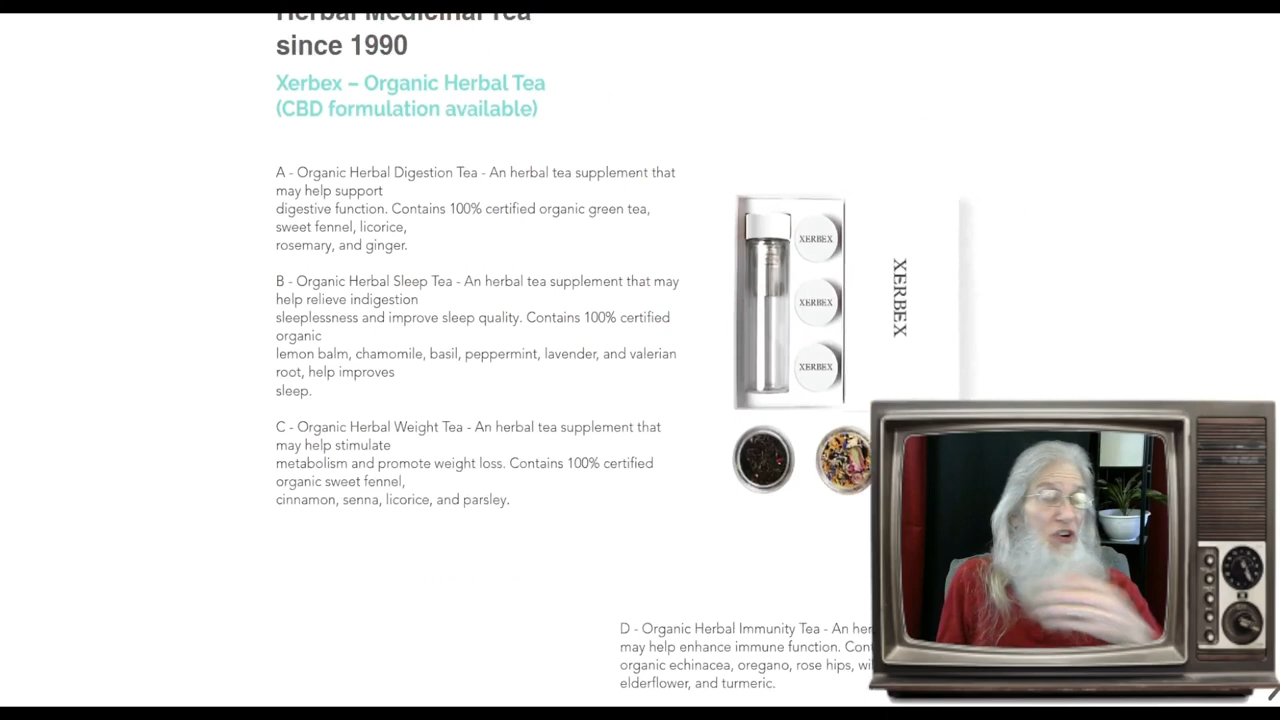 Herbal Medicinal Tea
since 1990
Xerbex – Organic Herbal Tea
(CBD formulation available)
A - Organic Herbal Digestion Tea - An herbal tea supplement that
may help support
digestive function. Contains 100% certified organic green tea,
sweet fennel, licorice,
rosemary, and ginger.
B - Organic Herbal Sleep Tea - An herbal tea supplement that may
help relieve indigestion
sleeplessness and improve sleep quality. Contains 100% certified
organic
lemon balm, chamomile, basil, peppermint, lavender, and valerian
root, help improves
sleep.
C - Organic Herbal Weight Tea - An herbal tea supplement that
may help stimulate
metabolism and promote weight loss. Contains 100% certified
organic sweet fennel,
cinnamon, senna, licorice, and parsley.
XERBEX
XERBEX
XERBEX
XERBEX
D - Organic Herbal Immunity Tea - An
may help enhance immune function.
organic echinacea, oregano, rose hips,
elderflower, and turmeric.